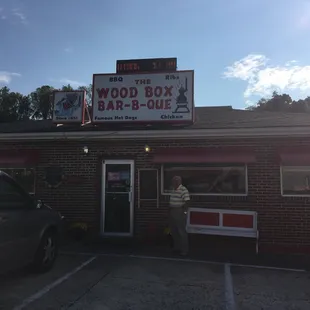 BBQ Ribs
THE
WOOD BOX
BAR-B-QUE
Famous Hot Dogs Chicken